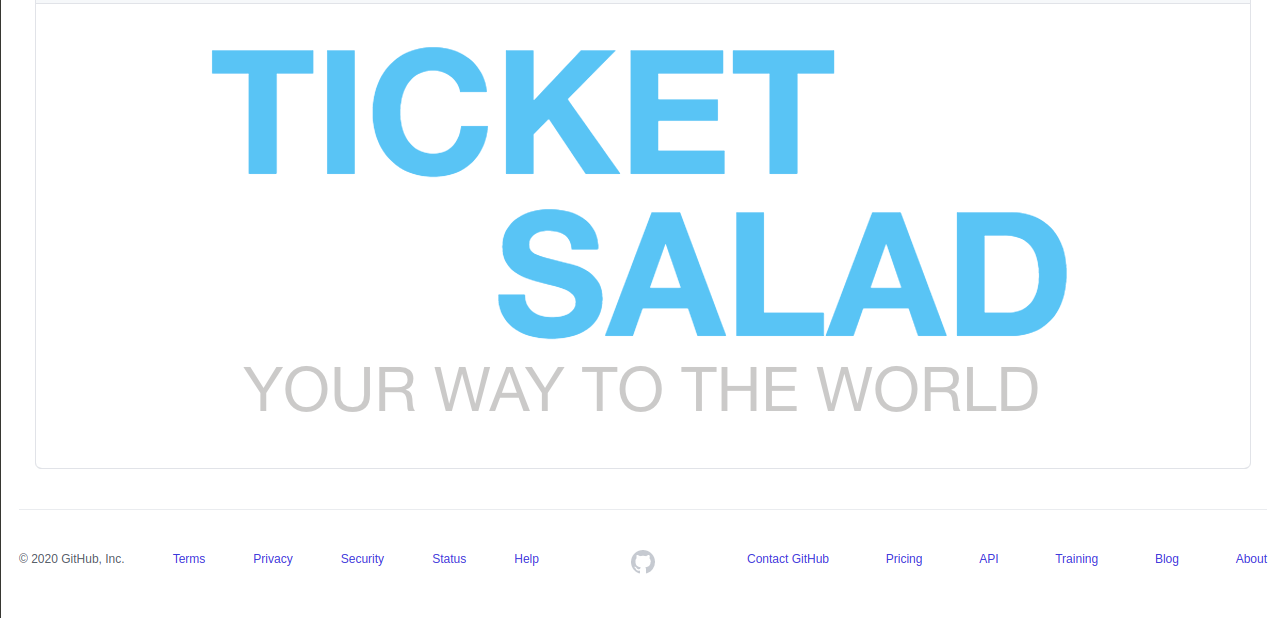 TICKET
SALAD
YOUR WAY TO THE WORLD
© 2020 GitHub, Inc. Terms Privacy Security Status Help Contact GitHub Pricing API Training Blog About